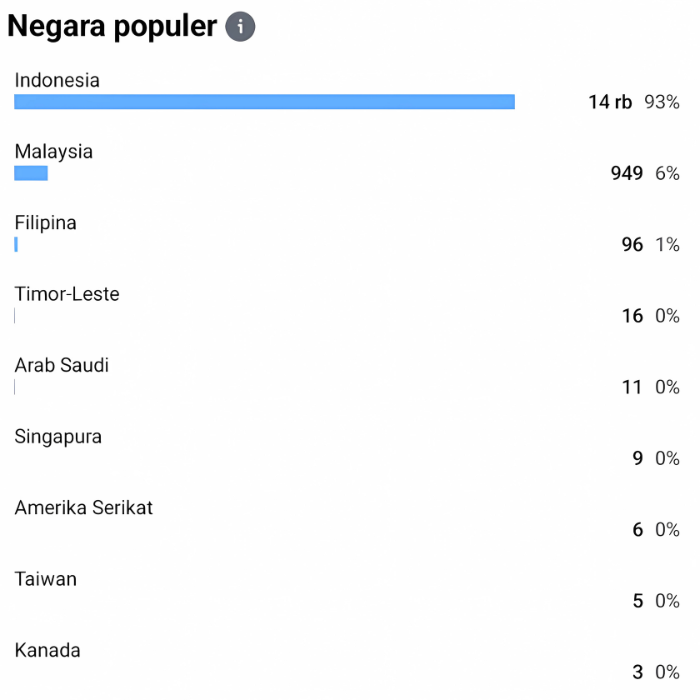 Negara populer
Indonesia
14 rb 93%
Malaysia
949 6%
Filipina
96 1%
Timor-Leste
16 0%
Arab Saudi
11 0%
Singapura
9 0%
Amerika Serikat
6 0%
Taiwan
5 0%
Kanada
3 0%